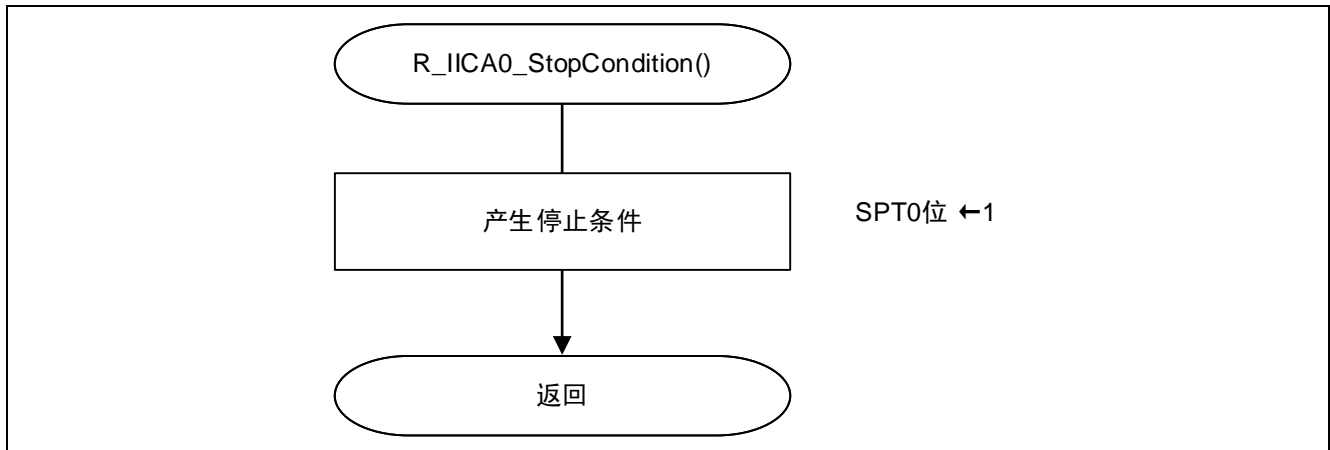 R_IICA0_StopCondition()
产生停止条件
SPT0位 ←1
返回